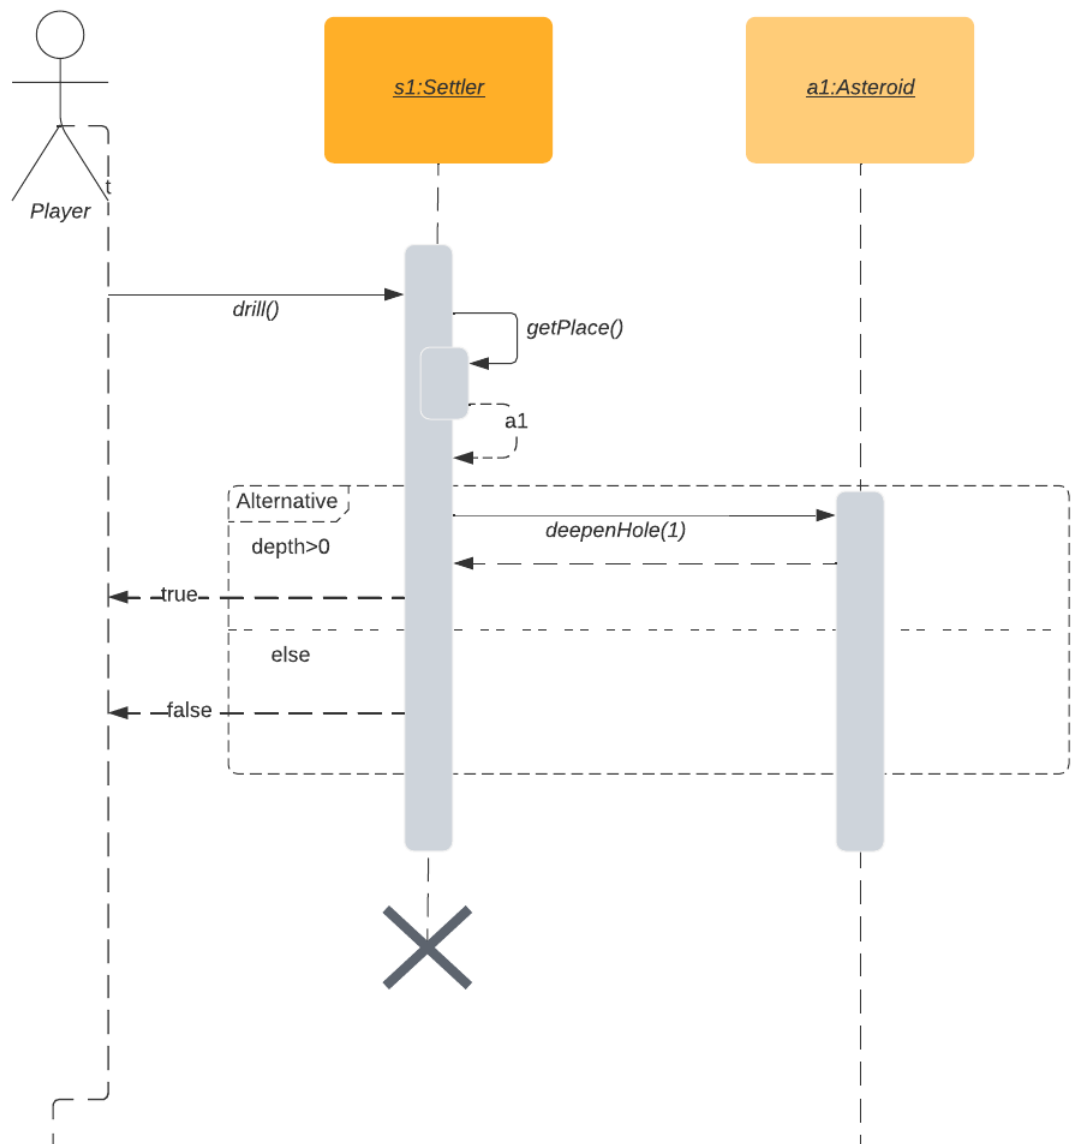 s1:Settler
a1:Asteroid
t
Player
drill()
getPlace()
a1
Alternative
deepenHole(1)
depth>0
true
else
false